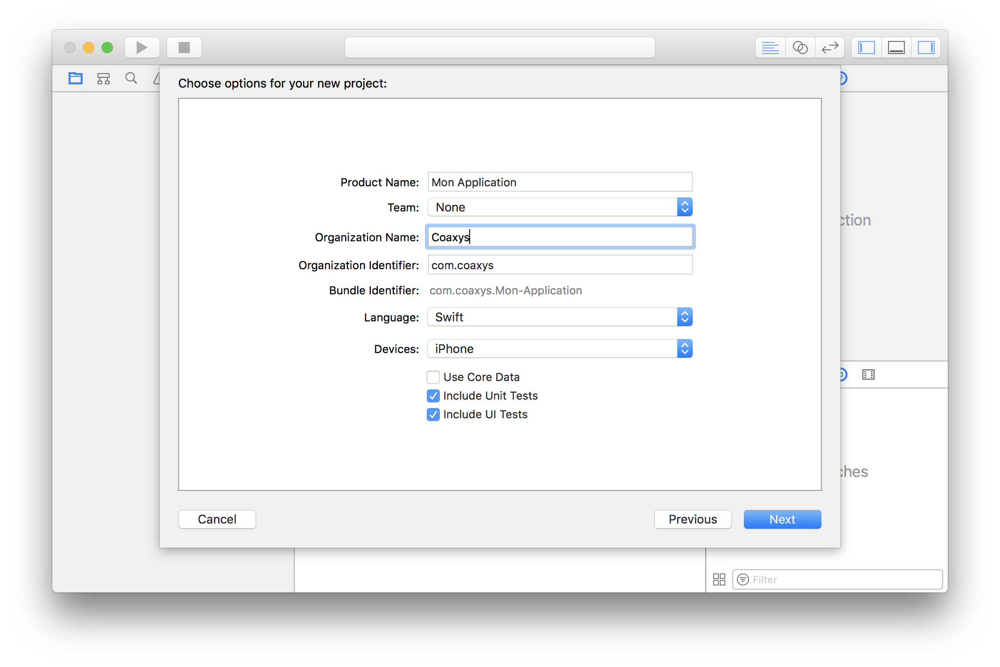 Choose options for your new project:
Product Name: Mon Application
Team: None
ction
Organization Name: Coaxys
Organization Identifier: com.coaxys
Bundle Identifier: com.coaxys.Mon-Application
Language: Swift
Devices: iPhone
Use Core Data
Include Unit Tests
Include UI Tests
ches
Cancel Previous Next
Filter